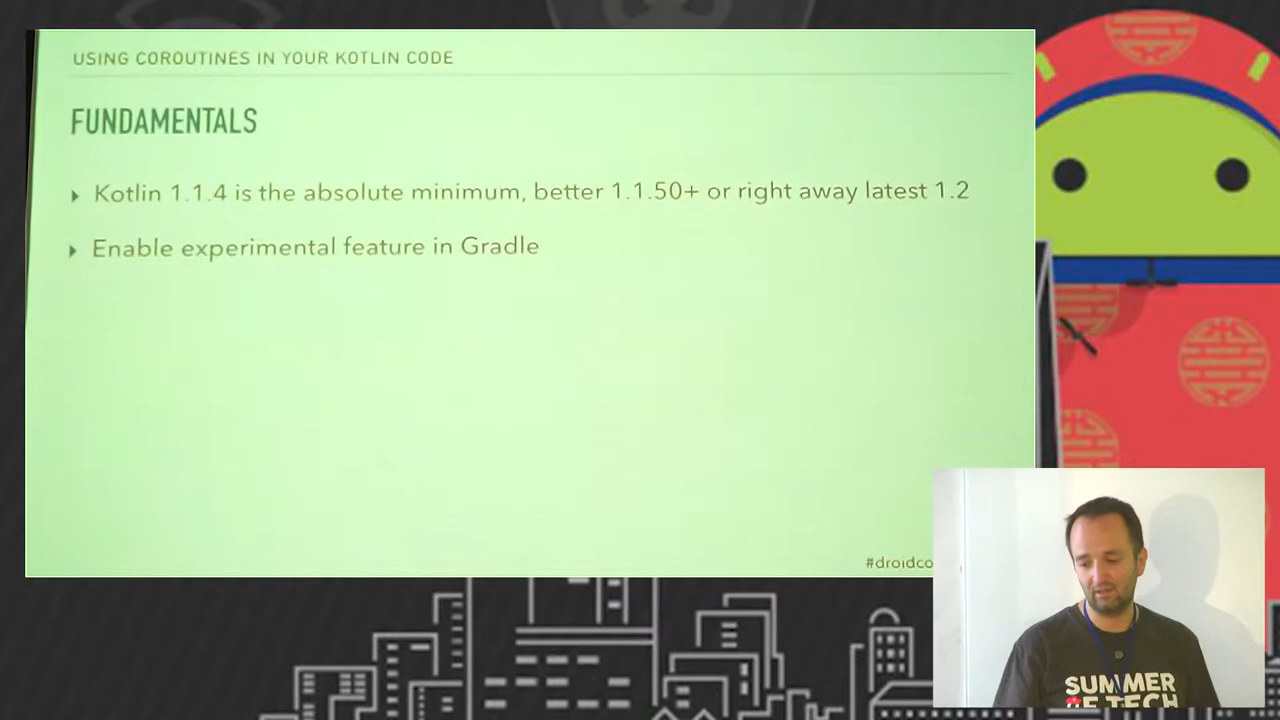 USING COROUTINES IN YOUR KOTLIN CODE
FUNDAMENTALS
Kotlin 1.1.4 is the absolute minimum, better 1.1.50+ or right away latest 1.2
Enable experimental feature in Gradle
#droidco
SUMMER
OF TECH